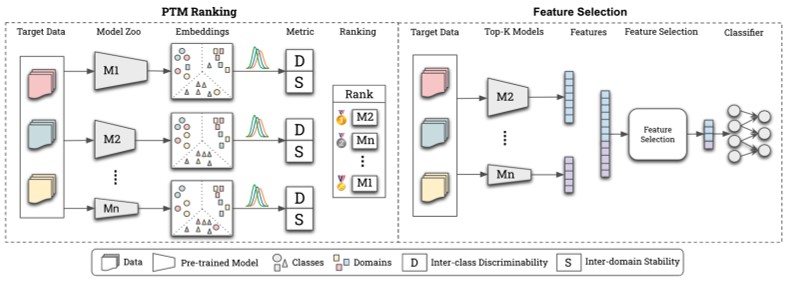 PTM Ranking
Target Data Model Zoo Embeddings Metric Ranking
M1
D
S
M2
D
S
Mn
D
S
Rank
M2
Mn
M1
Feature Selection
Target Data Top-K Models Features Feature Selection Classifier
M2
Mn
Feature
Selection
Data Pre-trained Model Classes Domains D Inter-class Discriminability S Inter-domain Stability